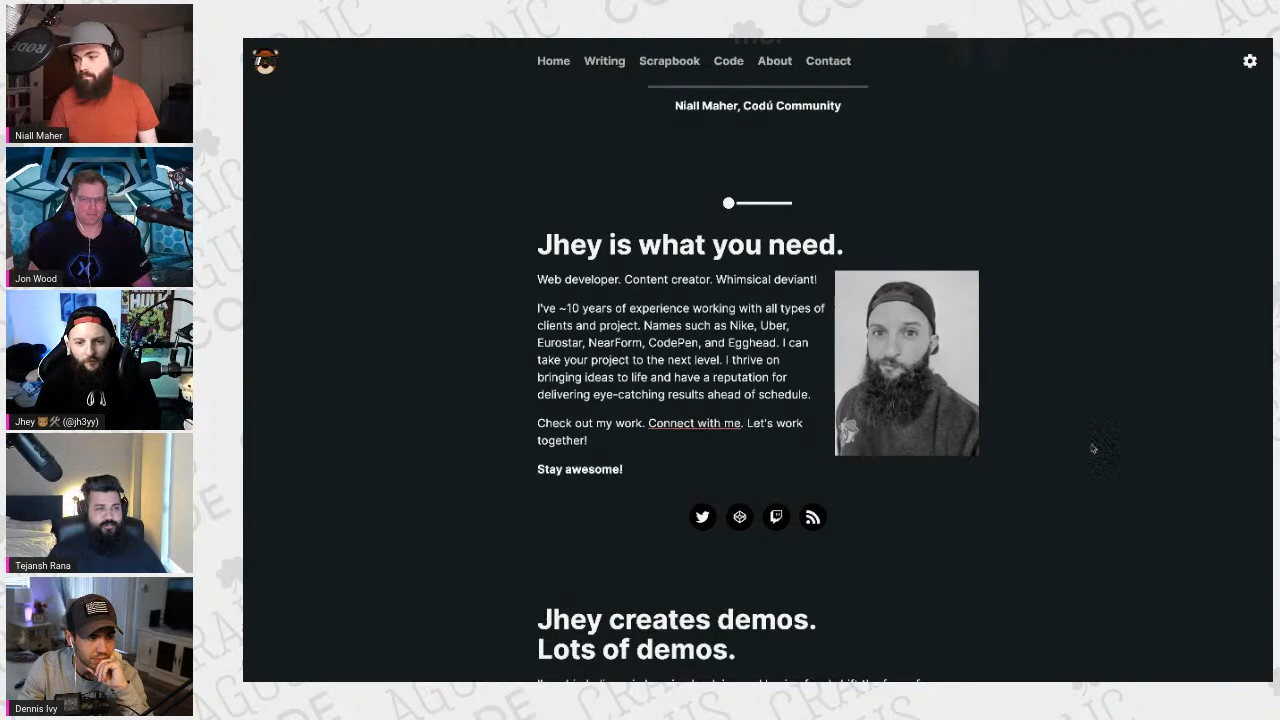 RØDE
Niall Maher
Jon Wood
Jhey 🐻🛠 (@jh3yy)
Tejansh Rana
Dennis Ivy
Home Writing Scrapbook Code About Contact
Niall Maher, Codú Community
Jhey is what you need.
Web developer. Content creator. Whimsical deviant!
I've ~10 years of experience working with all types of
clients and project. Names such as Nike, Uber,
Eurostar, NearForm, CodePen, and Egghead. I can
take your project to the next level. I thrive on
bringing ideas to life and have a reputation for
delivering eye-catching results ahead of schedule.
Check out my work. Connect with me. Let's work
together!
Stay awesome!
Jhey creates demos.
Lots of demos.